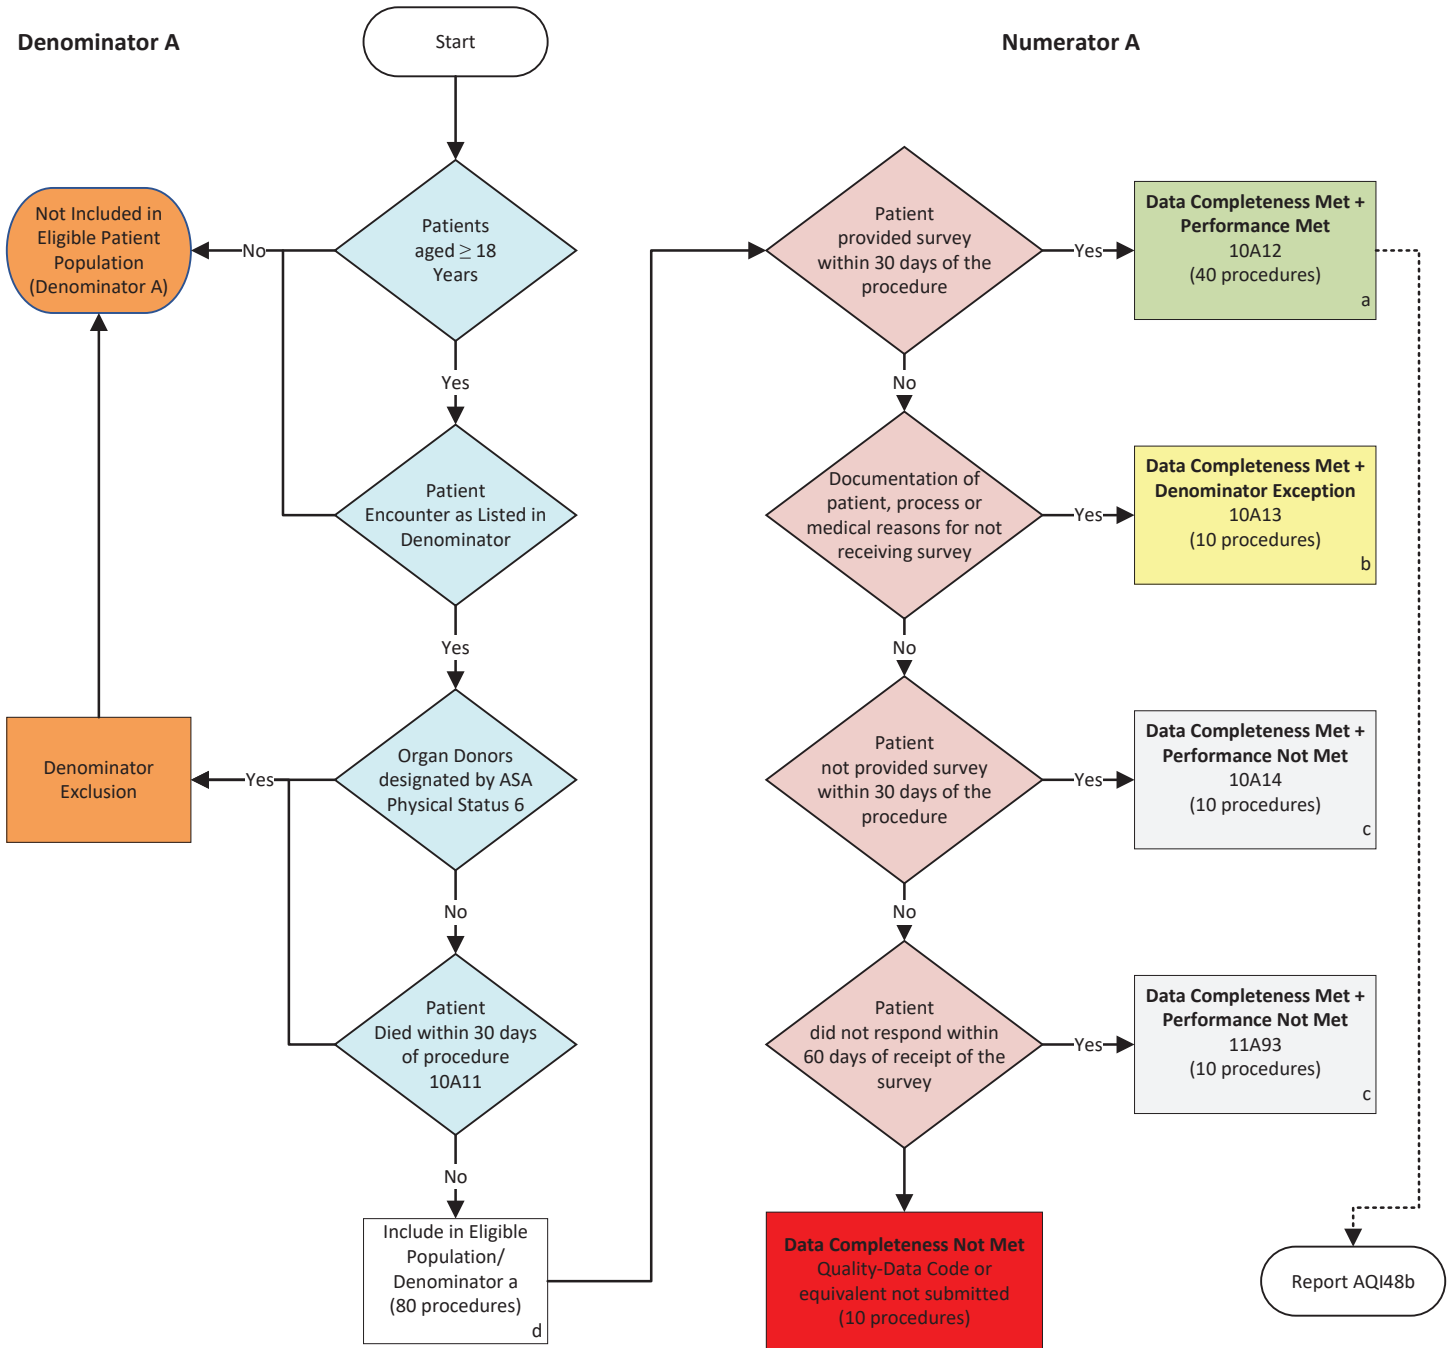 Denominator A
Start
Numerator A
Not Included in
Eligible Patient
Population
(Denominator A)
No
Patients
aged ≥ 18
Years
Yes
Patient
Encounter as Listed in
Denominator
Yes
Denominator
Exclusion
Yes
Organ Donors
designated by ASA
Physical Status 6
No
Patient
Died within 30 days
of procedure
10A11
No
Include in Eligible
Population/
Denominator a
(80 procedures)
d
Patient
provided survey
within 30 days of the
procedure
Yes
Data Completeness Met +
Performance Met
10A12
(40 procedures)
a
No
Documentation of
patient, process or
medical reasons for not
receiving survey
Yes
Data Completeness Met +
Denominator Exception
10A13
(10 procedures)
b
No
Patient
not provided survey
within 30 days of the
procedure
Yes
Data Completeness Met +
Performance Not Met
10A14
(10 procedures)
c
No
Patient
did not respond within
60 days of receipt of the
survey
Yes
Data Completeness Met +
Performance Not Met
11A93
(10 procedures)
c
Data Completeness Not Met
Quality-Data Code or
equivalent not submitted
(10 procedures)
Report AQI48b